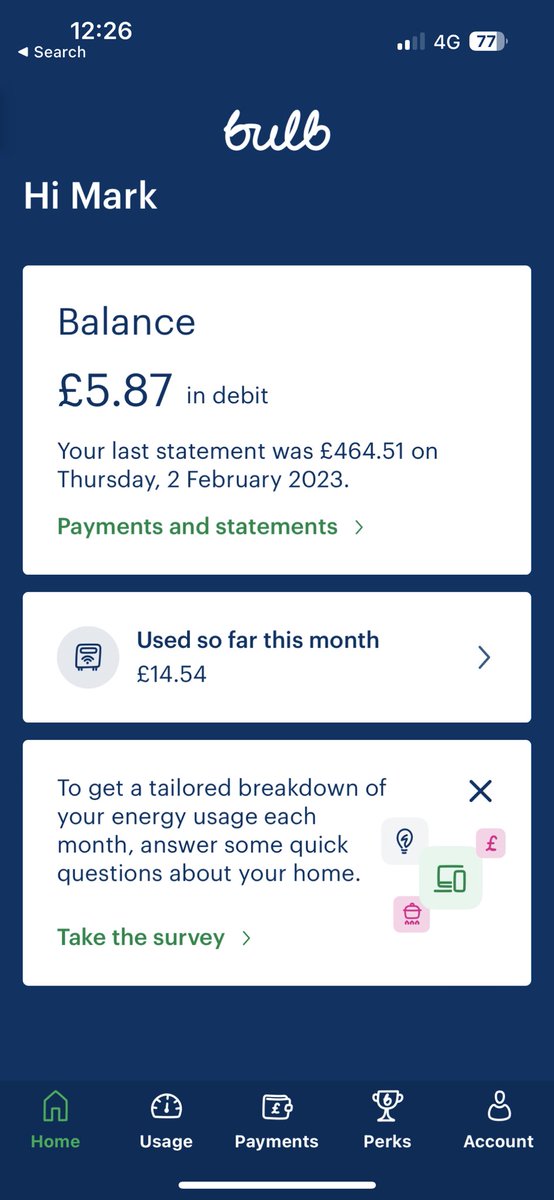 12:26
◀ Search
4G
77
bulb
Hi Mark
Balance
£5.87 in debit
Your last statement was £464.51 on
Thursday, 2 February 2023.
Payments and statements >
Used so far this month
£14.54
To get a tailored breakdown of
your energy usage each
month, answer some quick
questions about your home.
£
Take the survey >
£
6
Home
Usage
Payments
Perks
Account